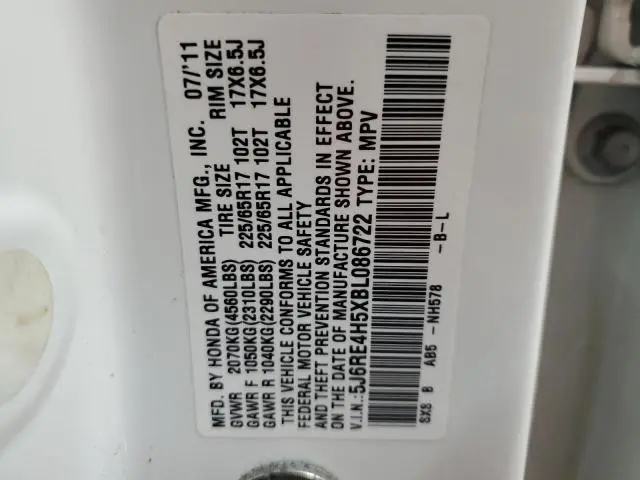 MFD. BY HONDA OF AMERICA MFG., INC. 07/'11
GVWR 2070KG(4560LBS) TIRE SIZE RIM SIZE
GAWR F 1050KG(2310LBS) 225/65R17 102T 17X6.5J
GAWR R 1040KG(2290LBS) 225/65R17 102T 17X6.5J
THIS VEHICLE CONFORMS TO ALL APPLICABLE
FEDERAL MOTOR VEHICLE SAFETY
AND THEFT PREVENTION STANDARDS IN EFFECT
ON THE DATE OF MANUFACTURE SHOWN ABOVE.
V.I.N.:5J6RE4H5XBL086722 TYPE: MPV
SX8 B AB5 -NH578 -B-L